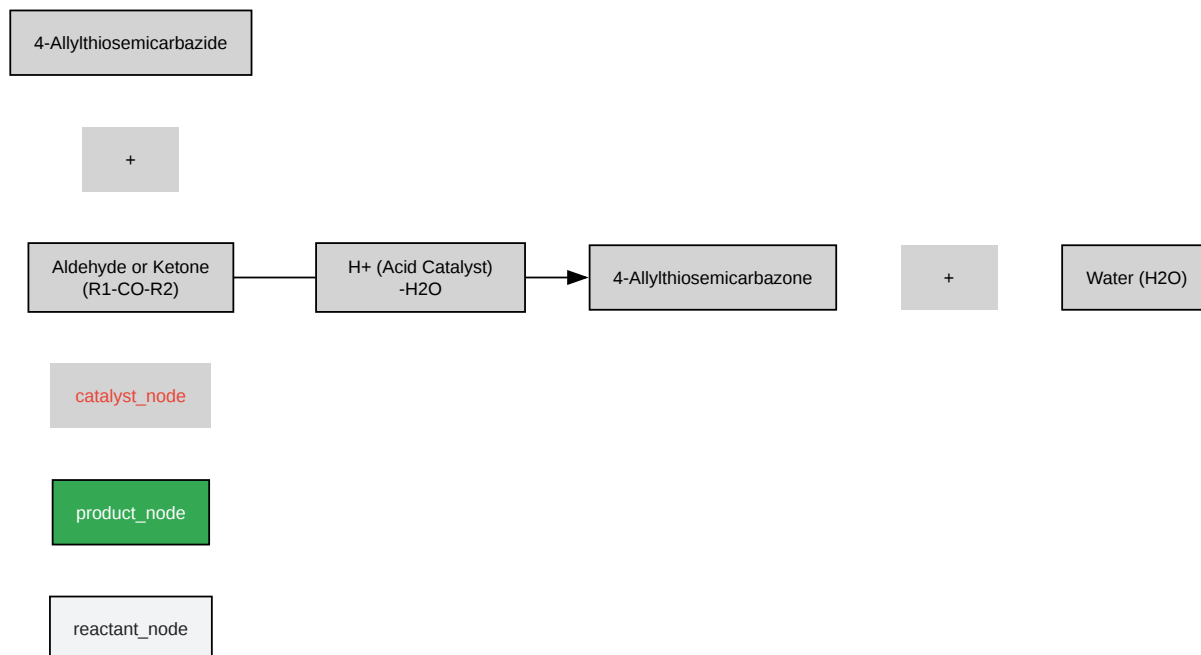 4-Allylthiosemicarbazide
+
Aldehyde or Ketone
(R1-CO-R2)
H+ (Acid Catalyst)
-H2O
4-Allylthiosemicarbazone
+
Water (H2O)
catalyst_node
product_node
reactant_node